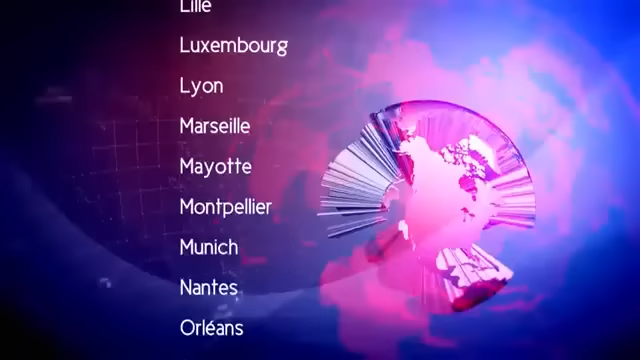 Lille
Luxembourg
Lyon
Marseille
Mayotte
Montpellier
Munich
Nantes
Orléans